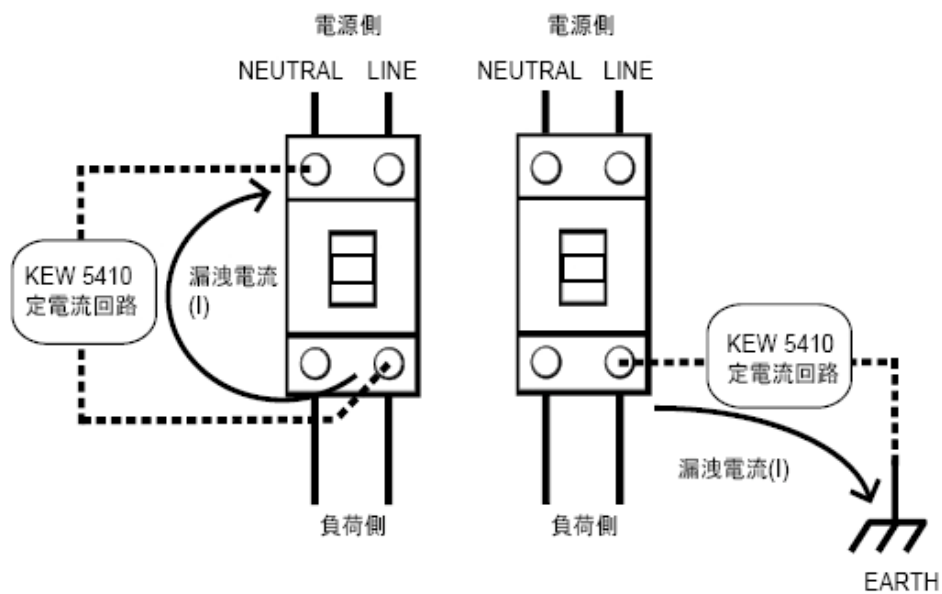 電源側
NEUTRAL LINE
KEW 5410
定電流回路
漏洩電流
(I)
負荷側
電源側
NEUTRAL LINE
KEW 5410
定電流回路
漏洩電流(I)
負荷側
EARTH